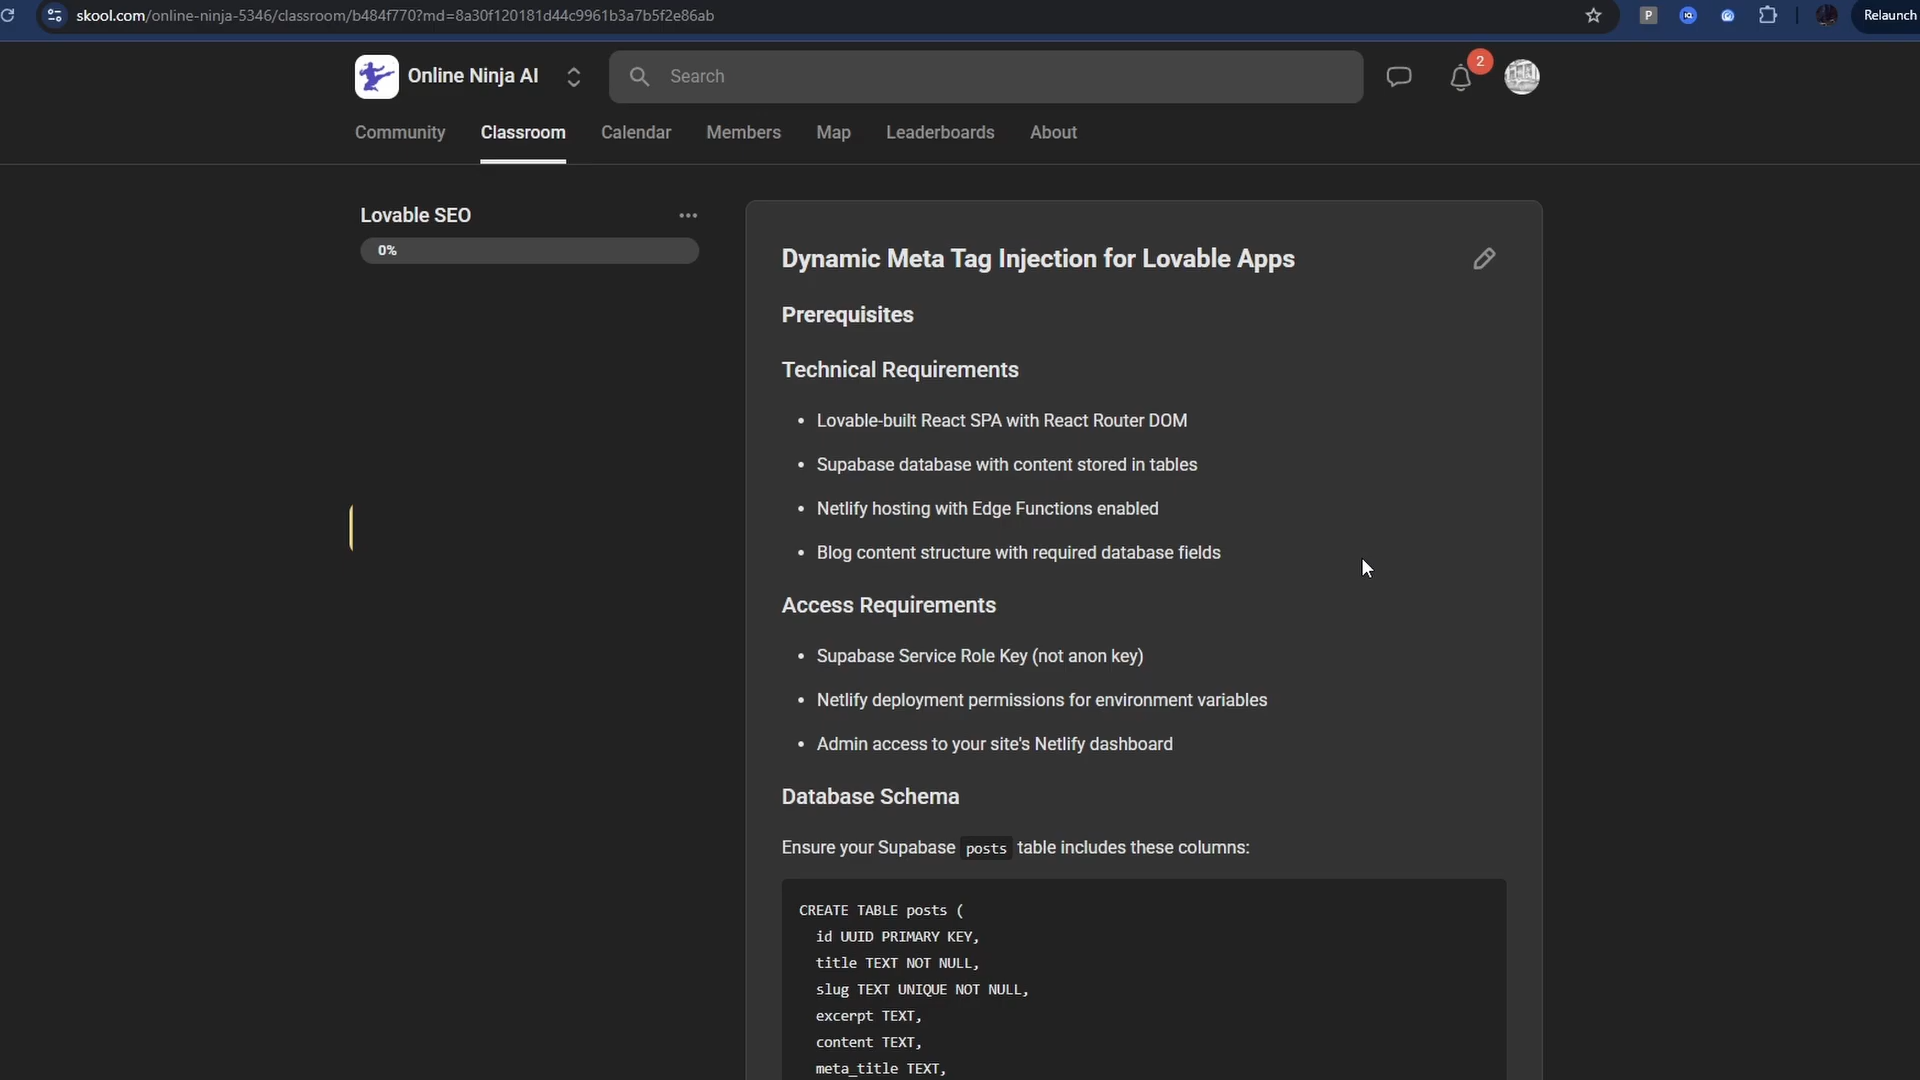 skool.com/online-ninja-5346/classroom/b484f770?md=8a30f120181d44c9961b3a7b5f2e86ab
P
Relaunch
Online Ninja AI
Search
2
Community
Classroom
Calendar
Members
Map
Leaderboards
About
Lovable SEO
0%
Dynamic Meta Tag Injection for Lovable Apps
Prerequisites
Technical Requirements
• Lovable-built React SPA with React Router DOM
• Supabase database with content stored in tables
• Netlify hosting with Edge Functions enabled
• Blog content structure with required database fields
Access Requirements
• Supabase Service Role Key (not anon key)
• Netlify deployment permissions for environment variables
• Admin access to your site's Netlify dashboard
Database Schema
Ensure your Supabase posts table includes these columns:
CREATE TABLE posts (
id UUID PRIMARY KEY,
title TEXT NOT NULL,
slug TEXT UNIQUE NOT NULL,
excerpt TEXT,
content TEXT,
meta_title TEXT,